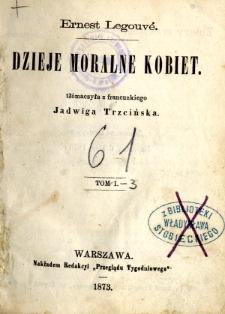 Ernest Legouvé.
DZIEJE MORALNE KOBIET.
tłómaczyła z francuzkiego
Jadwiga Trzcińska.
61
TOM I.-3
Z BIBLIOTEKI
WŁADYSŁAWA
STOBIECKIEGO
WARSZAWA.
Nakładem Redakcyi „Przeglądu Tygodniowego"
1873.